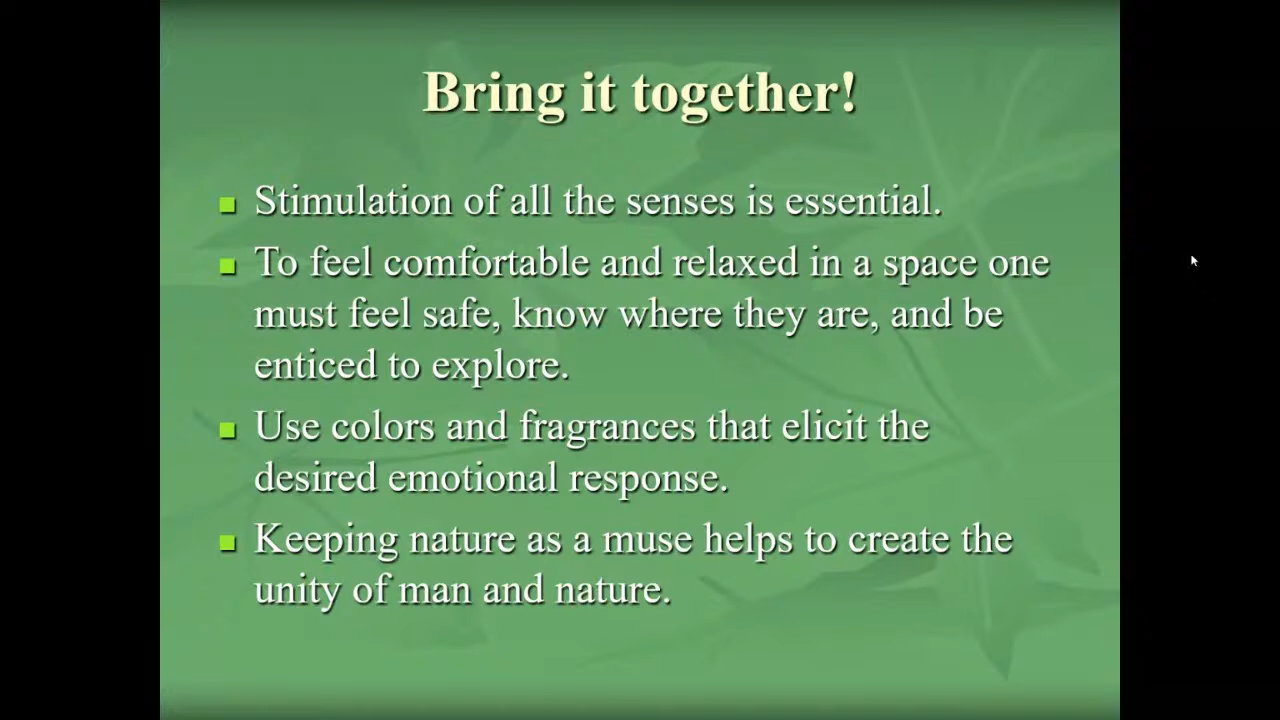 Bring it together!
Stimulation of all the senses is essential.
To feel comfortable and relaxed in a space one
must feel safe, know where they are, and be
enticed to explore.
Use colors and fragrances that elicit the
desired emotional response.
Keeping nature as a muse helps to create the
unity of man and nature.